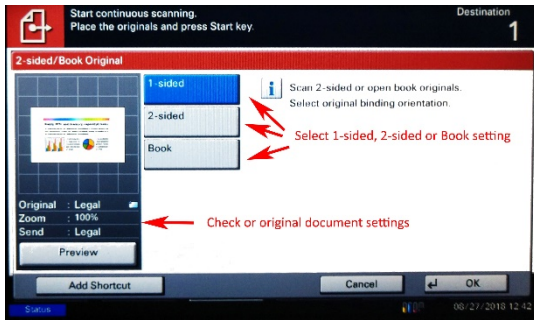 Start continuous scanning.
Place the originals and press Start key.
Destination
1
2-sided/Book Original
1-sided
2-sided
Book
i
Scan 2-sided or open book originals.
Select original binding orientation.
Select 1-sided, 2-sided or Book setting
Original : Legal
Zoom : 100%
Send : Legal
Check or original document settings
Preview
Add Shortcut
Cancel
OK
Status
08/27/2018 12:42